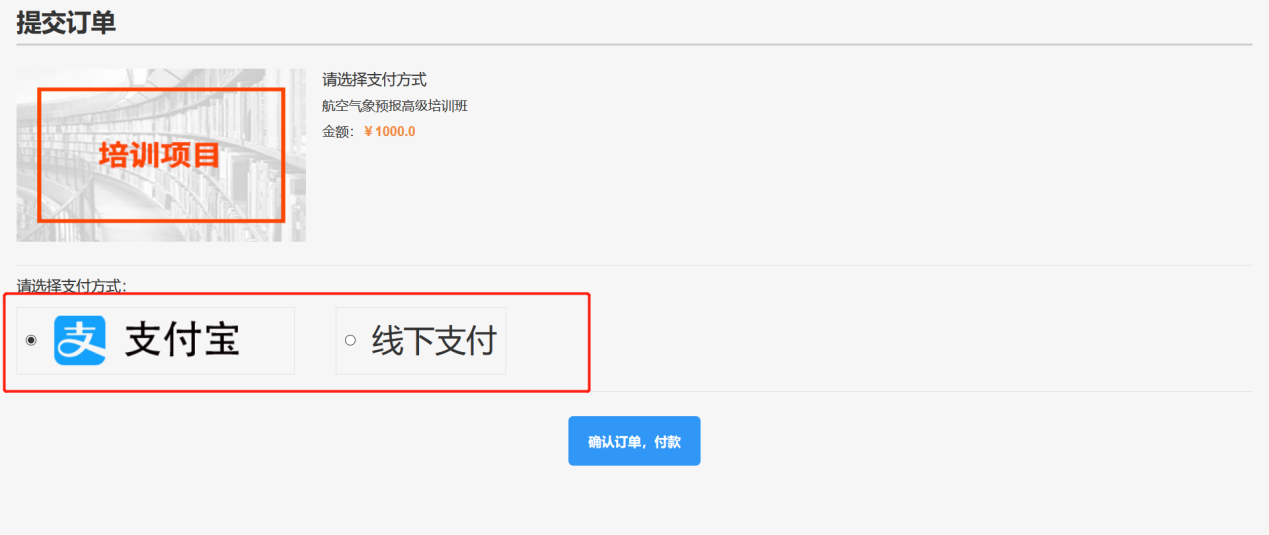 提交订单
培训项目
请选择支付方式
航空气象预报高级培训班
金额：￥1000.0
请选择支付方式：
支 支付宝
线下支付
确认订单，付款